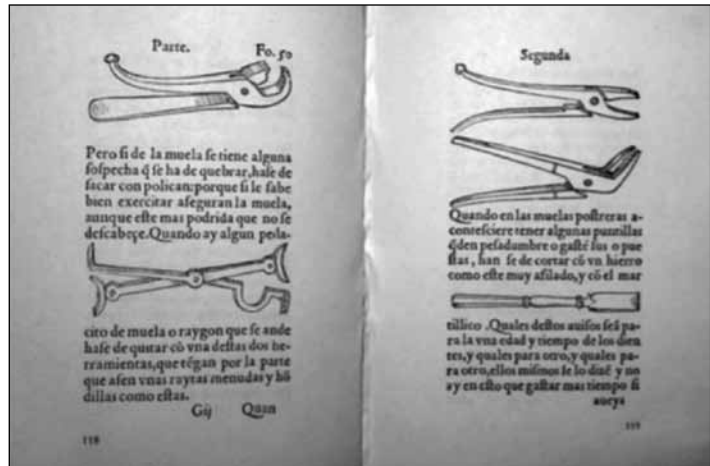 Parte. Fo. 50
Pero si de la muela se tiene alguna
sospecha q̃ se ha de quebrar, hase de
sacar con polican: porque si le sabe
bien exercitar aseguran la muela,
aunque este mas podrida que no se
descabeçe. Quando ay algun peda-
cito de muela o raygon que se ande
hase de quitar cõ vna destas dos he-
rramientas, que tẽgan por la parte
que asen vnas raytas menudas y hõ
dillas como estas.
Gij Quan
118
Segunda
Quando en las muelas postreras a-
contesciere tener algunas punzillas
q̃ den pesadumbre o gastẽ sus o pue
stas, han se de cortar cõ vn hierro
como este muy afilado, y cõ el mar
tillico. Quales destos auisos seã pa-
ra la vna edad y tiempo de los dien
tes, y quales para otro, y quales pa-
ra otro, ellos mismos se lo dizẽ y no
ay en esto que gastar mas tiempo si
119